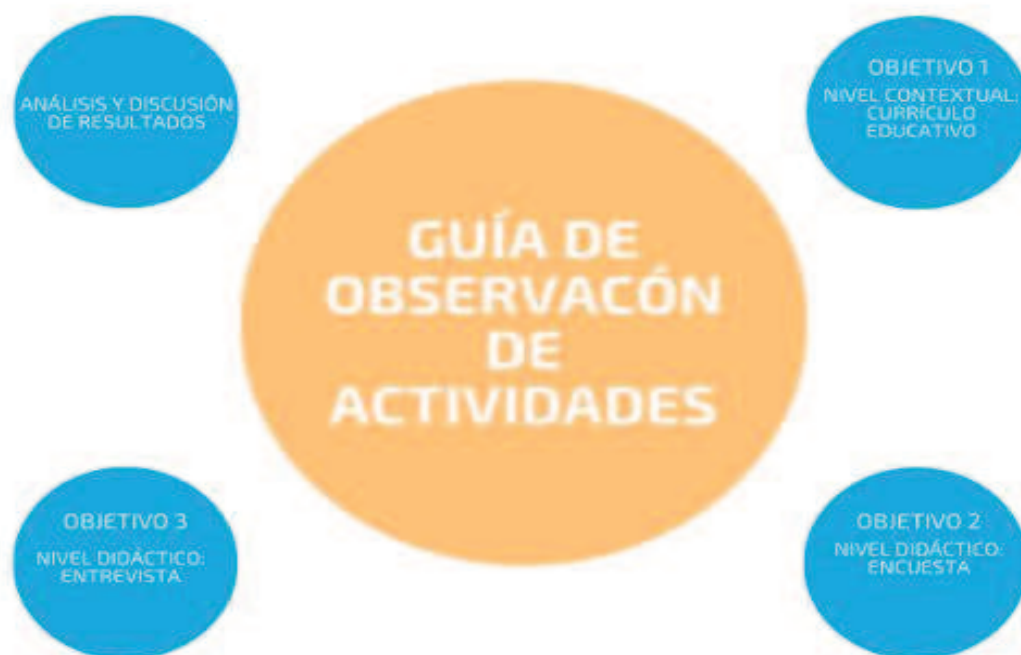 ANÁLISIS Y DISCUSIÓN
DE RESULTADOS
OBJETIVO 1
NIVEL CONTEXTUAL:
CURRÍCULO
EDUCATIVO
GUÍA DE
OBSERVACÓN
DE
ACTIVIDADES
OBJETIVO 3
NIVEL DIDÁCTICO:
ENTREVISTA
OBJETIVO 2
NIVEL DIDÁCTICO:
ENCUESTA